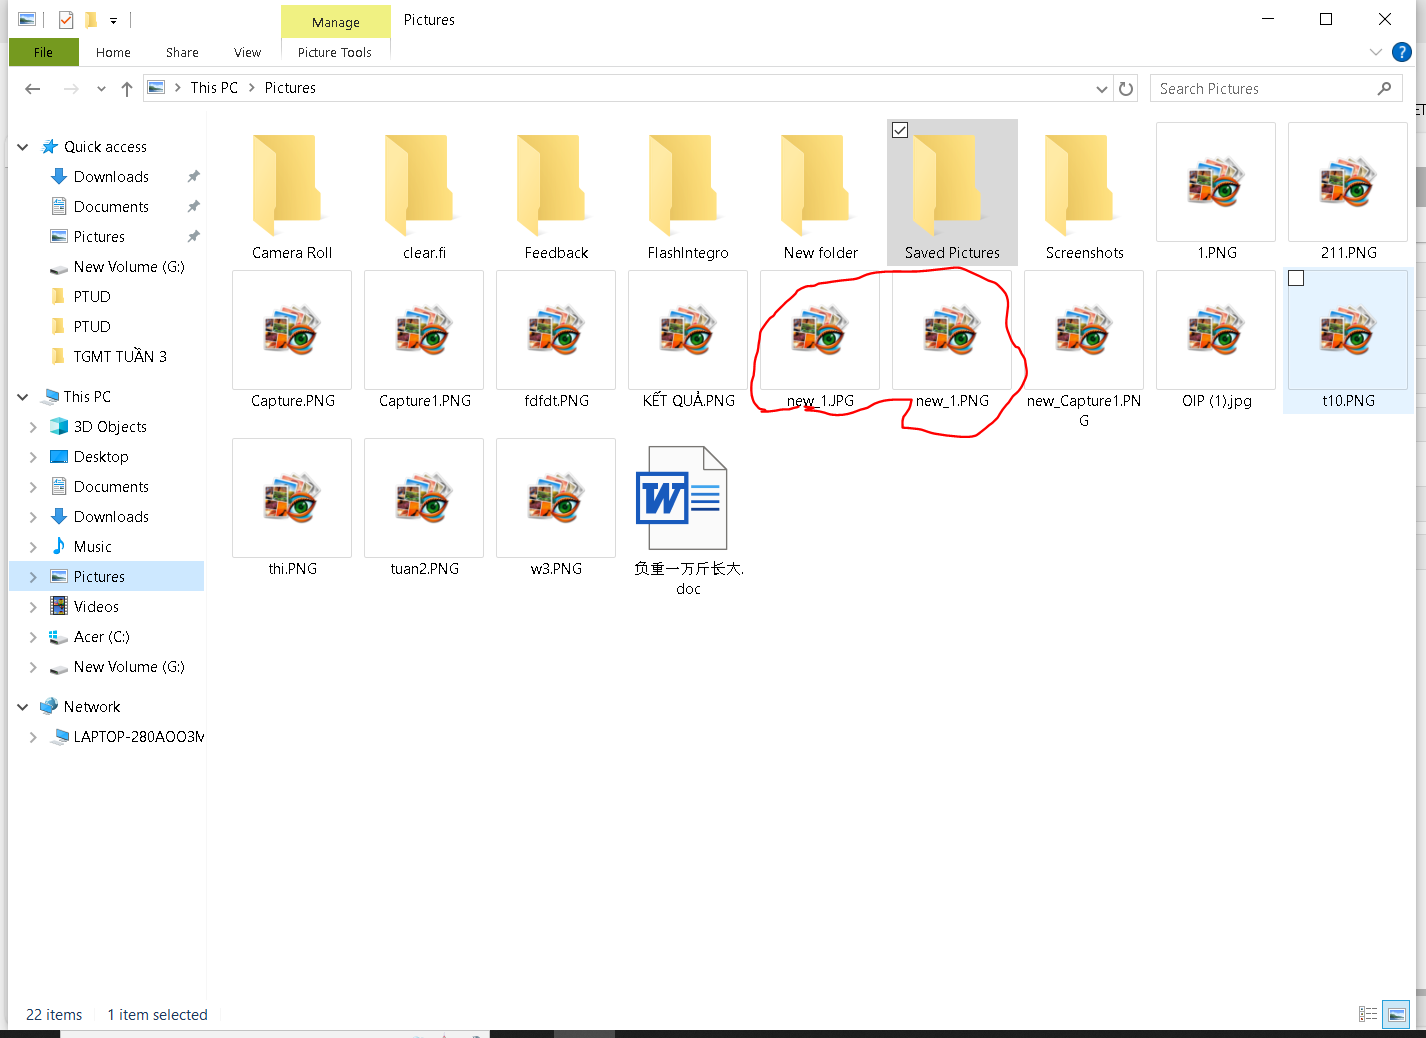 Manage
Pictures
File
Home
Share
View
Picture Tools
This PC
Pictures
Search Pictures
Quick access
Downloads
Documents
Pictures
New Volume (G:)
PTUD
PTUD
TGMT TUẦN 3
This PC
3D Objects
Desktop
Documents
Downloads
Music
Pictures
Videos
Acer (C:)
New Volume (G:)
Network
LAPTOP-280AOO3M
Camera Roll
clear.fi
Feedback
FlashIntegro
New folder
Saved Pictures
Screenshots
1.PNG
211.PNG
Capture.PNG
Capture1.PNG
fdfdt.PNG
KẾT QUẢ.PNG
new_1.JPG
new_1.PNG
new_Capture1.PN
G
OIP (1).jpg
t10.PNG
thi.PNG
tuan2.PNG
w3.PNG
负重一万斤长大.
doc
22 items
1 item selected
ET